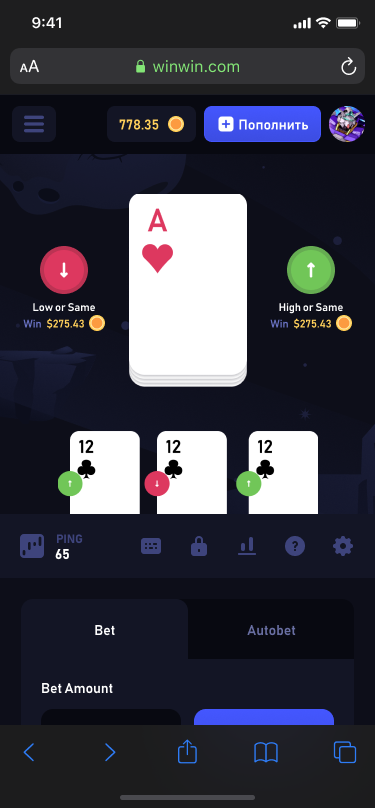 9:41
AA winwin.com
778.35 Пополнить
A
Low or Same
Win $275.43
High or Same
Win $275.43
12 12 12
PING
65
?
Bet Autobet
Bet Amount